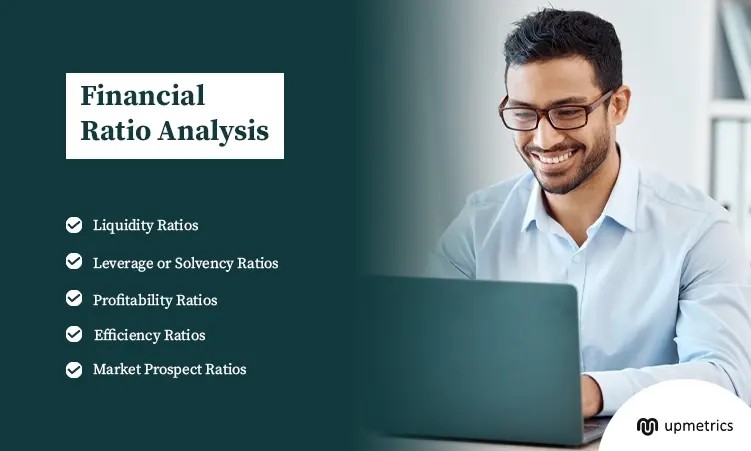 Financial
Ratio Analysis
Liquidity Ratios
Leverage or Solvency Ratios
Profitability Ratios
Efficiency Ratios
Market Prospect Ratios
upmetrics